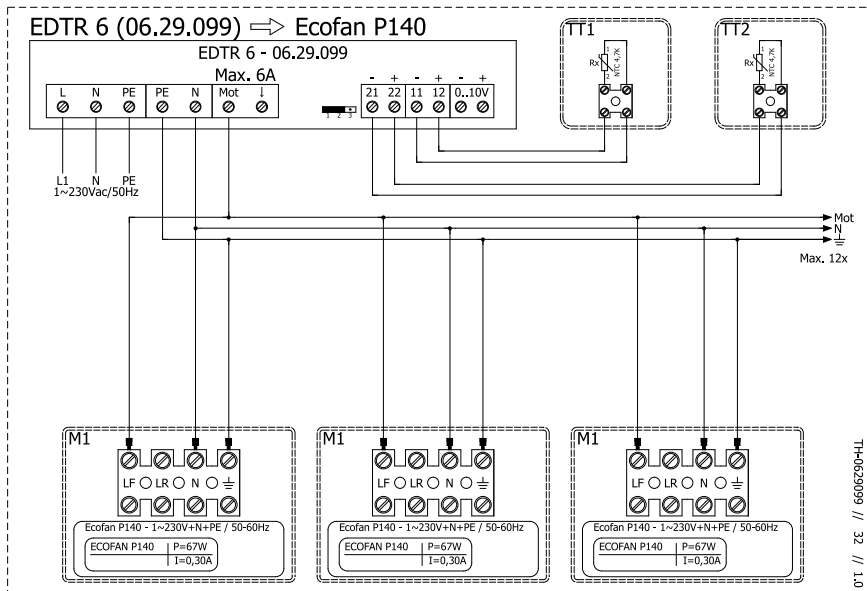 EDTR 6 (06.29.099) ⇨ Ecofan P140
EDTR 6 - 06.29.099
Max. 6A
L N PE PE N Mot ↓
1 2 3
- + - + - +
21 22 11 12 0..10V
TT1
Rx
1
2
NTC 4,7K
TT2
Rx
1
2
NTC 4,7K
L1 N PE
1~230Vac/50Hz
Mot
N
Max. 12x
M1
LF LR N
Ecofan P140 - 1~230V+N+PE / 50-60Hz
ECOFAN P140 P=67W
I=0,30A
M1
LF LR N
Ecofan P140 - 1~230V+N+PE / 50-60Hz
ECOFAN P140 P=67W
I=0,30A
M1
LF LR N
Ecofan P140 - 1~230V+N+PE / 50-60Hz
ECOFAN P140 P=67W
I=0,30A
TH-0629099 // 32 // 1.0